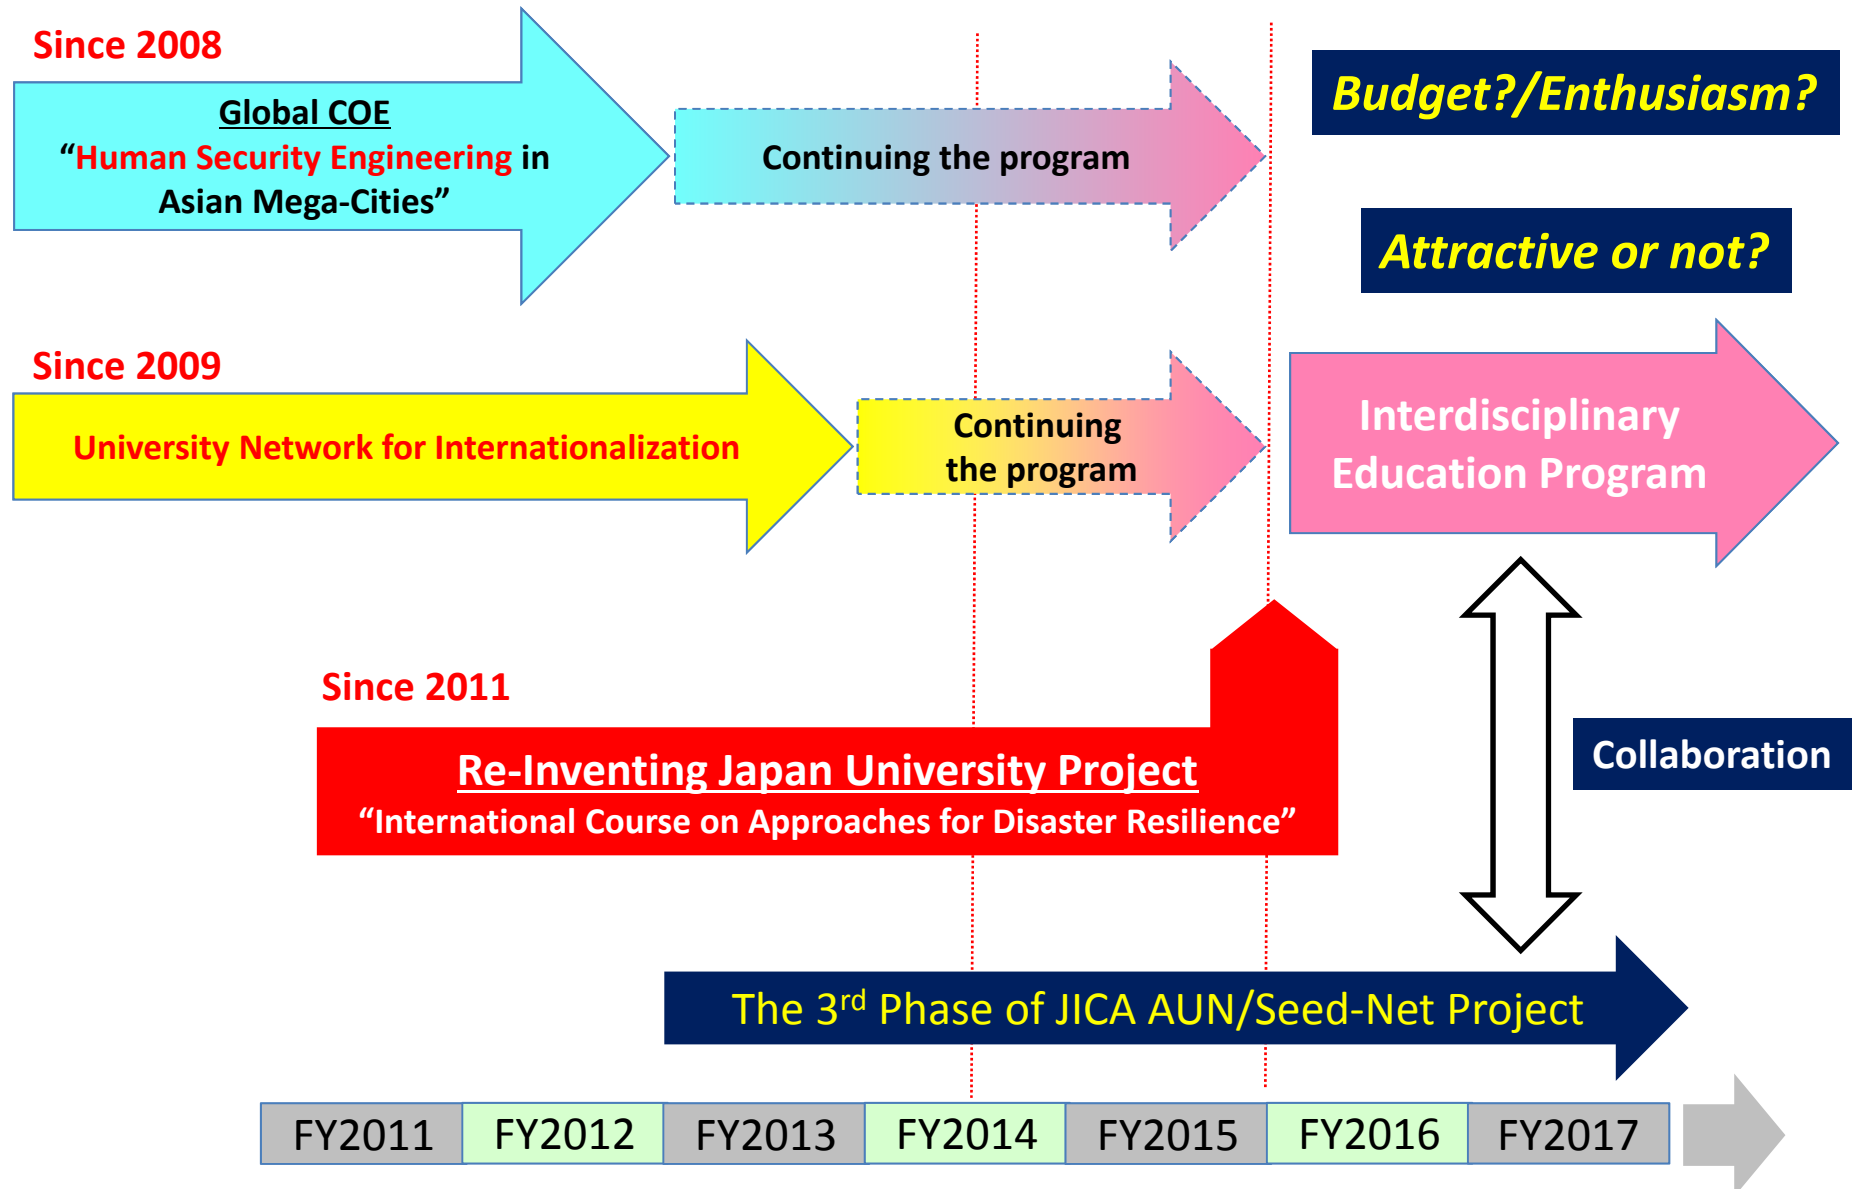 Since 2008
Global COE
“Human Security Engineering in
Asian Mega-Cities”
Continuing the program
Budget?/Enthusiasm?
Attractive or not?
Since 2009
University Network for Internationalization
Continuing
the program
Interdisciplinary
Education Program
Since 2011
Re-Inventing Japan University Project
“International Course on Approaches for Disaster Resilience”
Collaboration
The 3rd Phase of JICA AUN/Seed-Net Project
FY2011 FY2012 FY2013 FY2014 FY2015 FY2016 FY2017